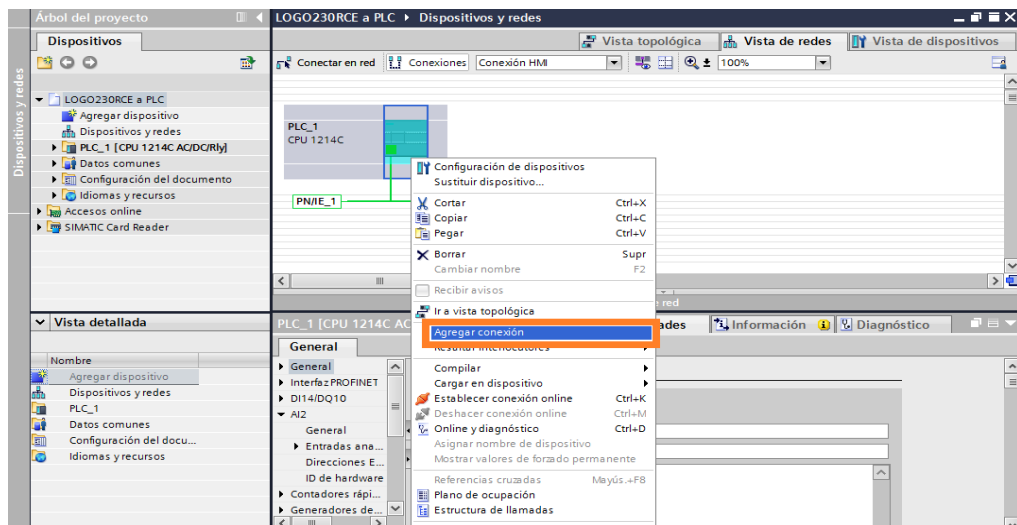 Árbol del proyecto
LOGO230RCE a PLC Dispositivos y redes
Dispositivos
Vista topológica
Vista de redes
Vista de dispositivos
Conectar en red
Conexiones
Conexión HMI
100%
Dispositivos y redes
LOGO230RCE a PLC
Agregar dispositivo
Dispositivos y redes
PLC_1 [CPU 1214C AC/DC/Rly]
Datos comunes
Configuración del documento
Idiomas y recursos
Accesos online
SIMATIC Card Reader
PLC_1
CPU 1214C
PN/IE_1
Configuración de dispositivos
Sustituir dispositivo...
Cortar Ctrl+X
Copiar Ctrl+C
Pegar Ctrl+V
Borrar Supr
Cambiar nombre F2
Recibir avisos
Ir a vista topológica
Agregar conexión
Compilar
Cargar en dispositivo
Establecer conexión online Ctrl+K
Deshacer conexión online Ctrl+M
Online y diagnóstico Ctrl+D
Asignar nombre de dispositivo
Mostrar valores de forzado permanente
Referencias cruzadas Mayús.+F8
Plano de ocupación
Estructura de llamadas
red
Vista detallada
Nombre
Agregar dispositivo
Dispositivos y redes
PLC_1
Datos comunes
Configuración del docu...
Idiomas y recursos
PLC_1 [CPU 1214C AC
ades
Información
Diagnóstico
General
General
Interfaz PROFINET
DI14/DQ10
AI2
General
Entradas ana...
Direcciones E...
ID de hardware
Contadores rápi...
Generadores de...